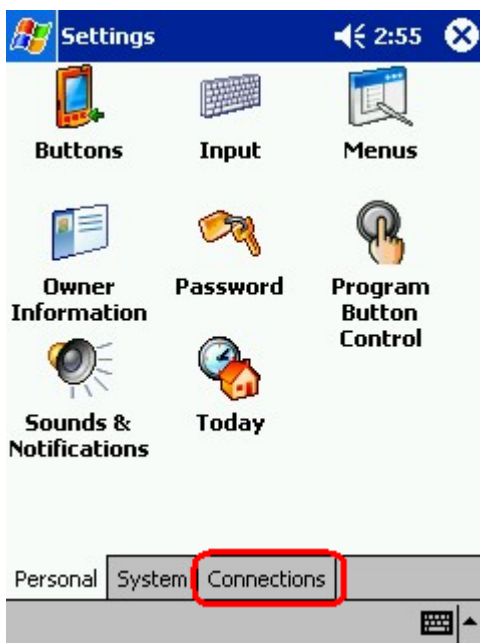 Settings 2:55
Buttons Input Menus
Owner Password Program
Information Button
Control
Sounds & Today
Notifications
Personal System Connections